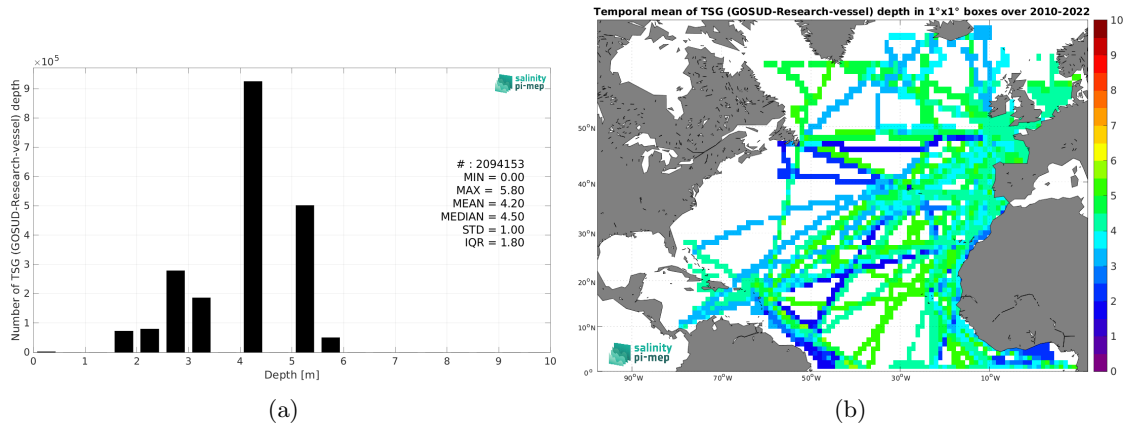 Temporal mean of TSG (GOSUD-Research-vessel) depth in 1°x1° boxes over 2010-2022
×10⁵
Number of TSG (GOSUD-Research-vessel) depth
9
8
7
6
5
4
3
2
1
0
0 1 2 3 4 5 6 7 8 9 10
Depth [m]
salinity
pi-mep
# : 2094153
MIN = 0.00
MAX = 5.80
MEAN = 4.20
MEDIAN = 4.50
STD = 1.00
IQR = 1.80
(a)
50°N
40°N
30°N
20°N
10°N
0°
90°W 70°W 50°W 30°W 10°W
salinity
pi-mep
10
9
8
7
6
5
4
3
2
1
0
(b)